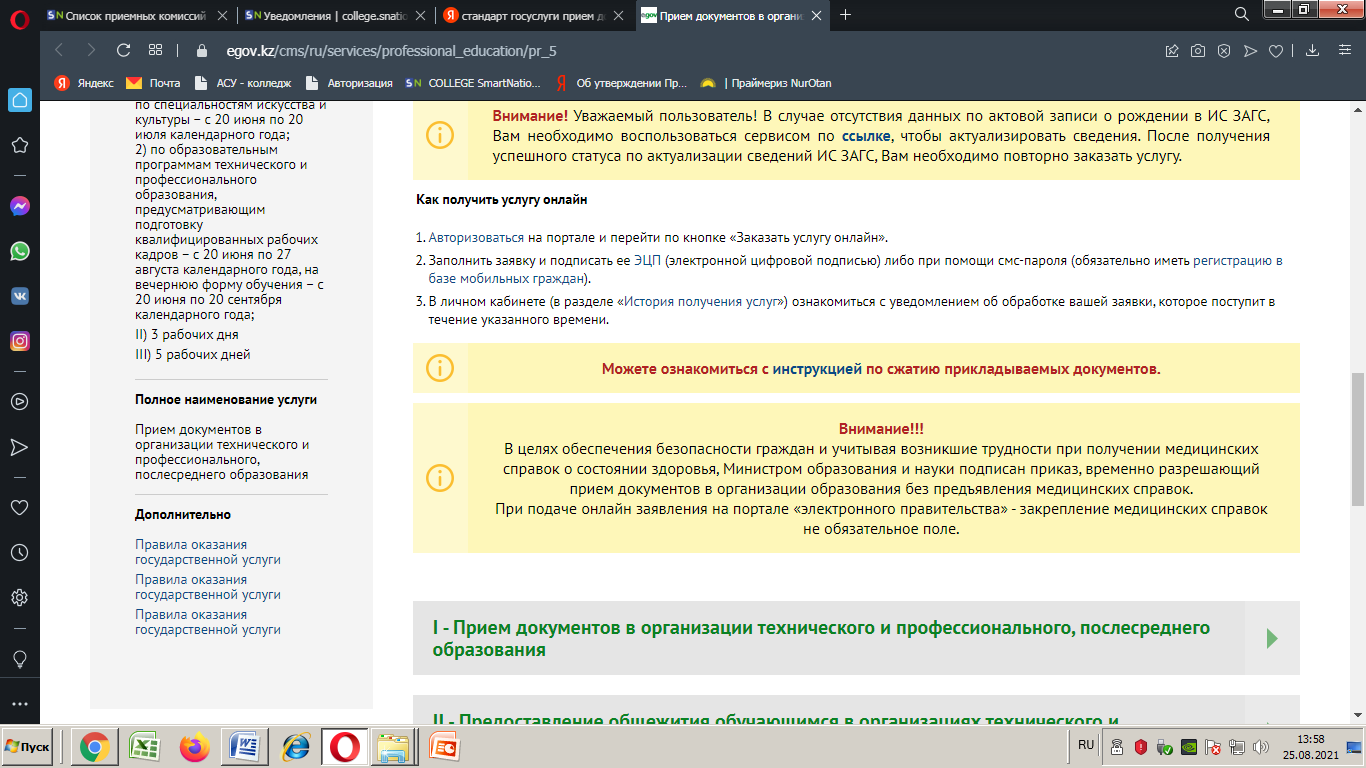 Список приемных комиссий
Уведомления | college.snatio
стандарт госуслуги прием д
egov
Прием документов в органи
egov.kz/cms/ru/services/professional_education/pr_5
Яндекс
Почта
АСУ - колледж
Авторизация
COLLEGE SmartNatio...
Об утверждении Пр...
| Праймериз NurOtan
по специальностям искусства и
культуры – с 20 июня по 20
июля календарного года;
2) по образовательным
программам технического и
профессионального
образования,
предусматривающим
подготовку
квалифицированных рабочих
кадров – с 20 июня по 27
августа календарного года, на
вечернюю форму обучения – с
20 июня по 20 сентября
календарного года;
II) 3 рабочих дня
III) 5 рабочих дней
Полное наименование услуги
Прием документов в
организации технического и
профессионального,
послесреднего образования
Дополнительно
Правила оказания
государственной услуги
Правила оказания
государственной услуги
Правила оказания
государственной услуги
Внимание! Уважаемый пользователь! В случае отсутствия данных по актовой записи о рождении в ИС ЗАГС,
Вам необходимо воспользоваться сервисом по ссылке, чтобы актуализировать сведения. После получения
успешного статуса по актуализации сведений ИС ЗАГС, Вам необходимо повторно заказать услугу.
Как получить услугу онлайн
1. Авторизоваться на портале и перейти по кнопке «Заказать услугу онлайн».
2. Заполнить заявку и подписать ее ЭЦП (электронной цифровой подписью) либо при помощи смс-пароля (обязательно иметь регистрацию в
базе мобильных граждан).
3. В личном кабинете (в разделе «История получения услуг») ознакомиться с уведомлением об обработке вашей заявки, которое поступит в
течение указанного времени.
Можете ознакомиться с инструкцией по сжатию прикладываемых документов.
Внимание!!!
В целях обеспечения безопасности граждан и учитывая возникшие трудности при получении медицинских
справок о состоянии здоровья, Министром образования и науки подписан приказ, временно разрешающий
прием документов в организации образования без предъявления медицинских справок.
При подаче онлайн заявления на портале «электронного правительства» - закрепление медицинских справок
не обязательное поле.
I - Прием документов в организации технического и профессионального, послесреднего
образования
II - Предоставление общежития обучающимся в организациях технического и
Пуск
RU
13:58
25.08.2021